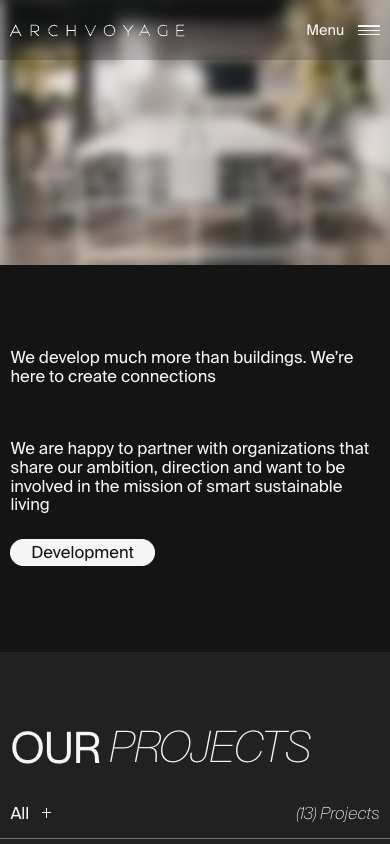 ARCHVOYAGE Menu
We develop much more than buildings. We're
here to create connections
We are happy to partner with organizations that
share our ambition, direction and want to be
involved in the mission of smart sustainable
living
Development
OUR PROJECTS
All + (13) Projects